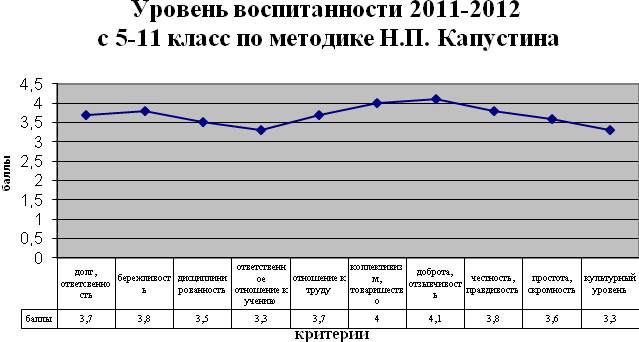 Уровень воспитанности 2011-2012
с 5-11 класс по методике Н.П. Капустина
баллы
4,5
4
3,5
3
2,5
2
1,5
1
0,5
0
долг, ответсвенность
бережливость
дисциплинированность
ответственное отношение к учению
отношение к труду
коллективизм, товарищество
доброта, отзывчивость
честность, правдивость
простота, скромность
культурный уровень
баллы 3,7 3,8 3,5 3,3 3,7 4 4,1 3,8 3,6 3,3
критерии